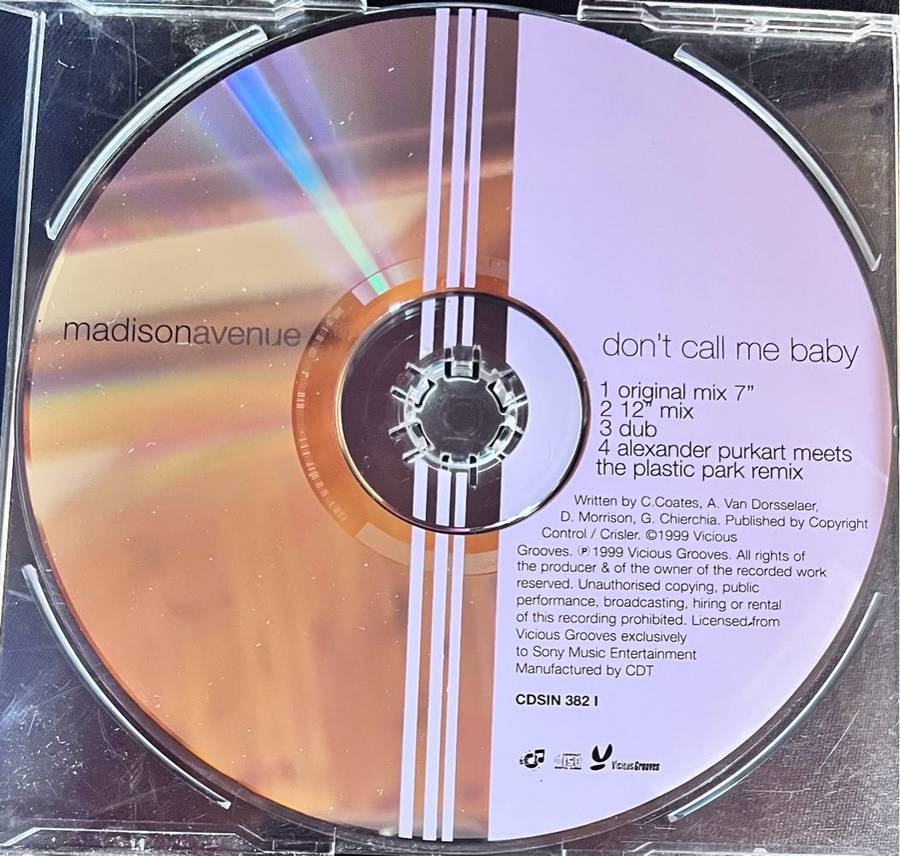 madisonavenue
don't call me baby
1 original mix 7”
2 12” mix
3 dub
4 alexander purkart meets
the plastic park remix
Written by C.Coates, A. Van Dorsselaer,
D. Morrison, G. Chierchia. Published by Copyright
Control / Crisler. ©1999 Vicious
Grooves. ℗ 1999 Vicious Grooves. All rights of
the producer & of the owner of the recorded work
reserved. Unauthorised copying, public
performance, broadcasting, hiring or rental
of this recording prohibited. Licensed from
Vicious Grooves exclusively
to Sony Music Entertainment
Manufactured by CDT
CDSIN 382 I
Vicious Grooves